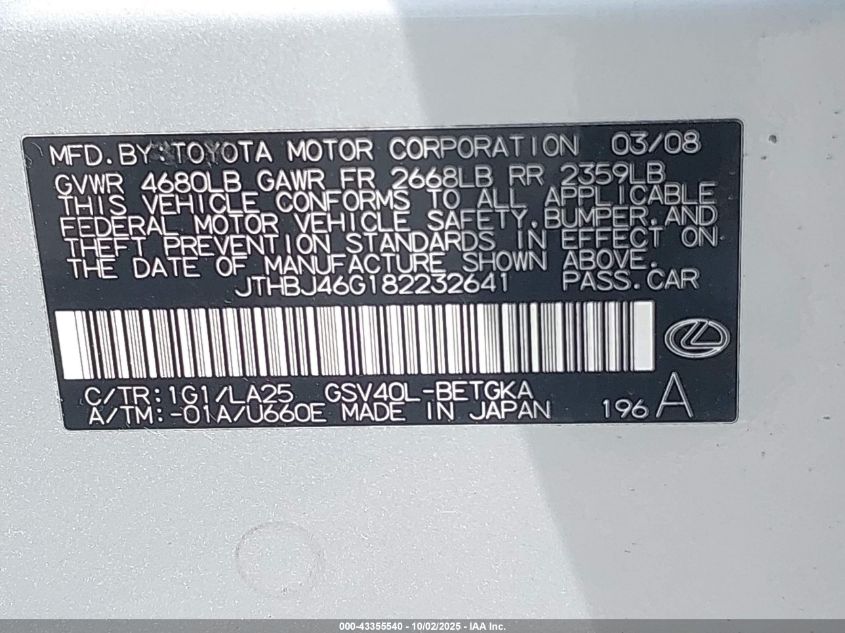 MFD.BY:TOYOTA MOTOR CORPORATION 03/08
GVWR 4680LB GAWR FR 2668LB RR 2359LB
THIS VEHICLE CONFORMS TO ALL APPLICABLE
FEDERAL MOTOR VEHICLE SAFETY,BUMPER,AND
THEFT PREVENTION STANDARDS IN EFFECT ON
THE DATE OF MANUFACTURE SHOWN ABOVE.
JTHBJ46G182232641 PASS.CAR
C/TR:1G1/LA25 GSV40L-BETGKA
A/TM:-01A/U660E MADE IN JAPAN 196 A
000-43355540 - 10/02/2025 - IAA Inc.